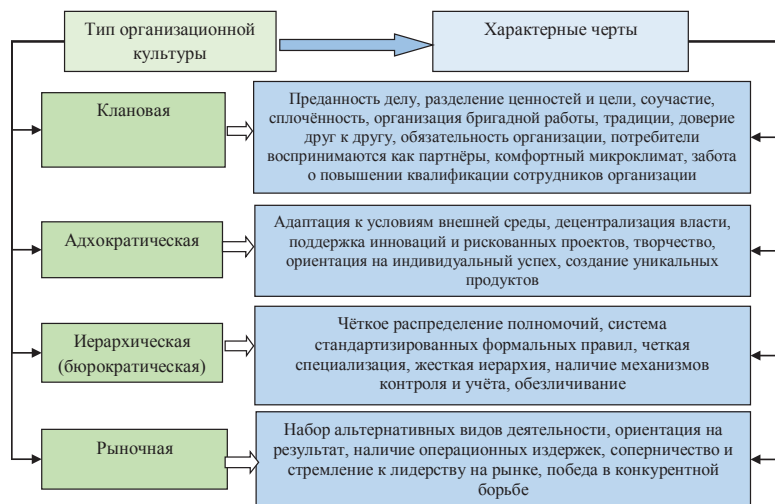 Тип организационной
культуры
Характерные черты
Клановая
Преданность делу, разделение ценностей и цели, соучастие,
сплочённость, организация бригадной работы, традиции, доверие
друг к другу, обязательность организации, потребители
воспринимаются как партнёры, комфортный микроклимат, забота
о повышении квалификации сотрудников организации
Адхократическая
Адаптация к условиям внешней среды, децентрализация власти,
поддержка инноваций и рискованных проектов, творчество,
ориентация на индивидуальный успех, создание уникальных
продуктов
Иерархическая
(бюрократическая)
Чёткое распределение полномочий, система
стандартизированных формальных правил, четкая
специализация, жесткая иерархия, наличие механизмов
контроля и учёта, обезличивание
Рыночная
Набор альтернативных видов деятельности, ориентация на
результат, наличие операционных издержек, соперничество и
стремление к лидерству на рынке, победа в конкурентной
борьбе